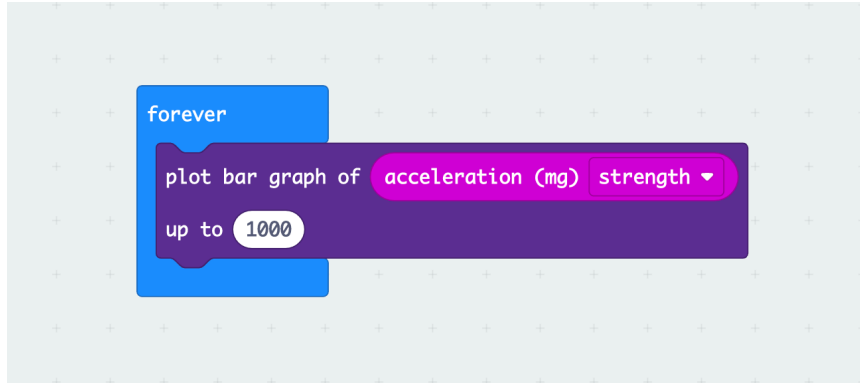 forever
plot bar graph of acceleration (mg) strength
up to 1000